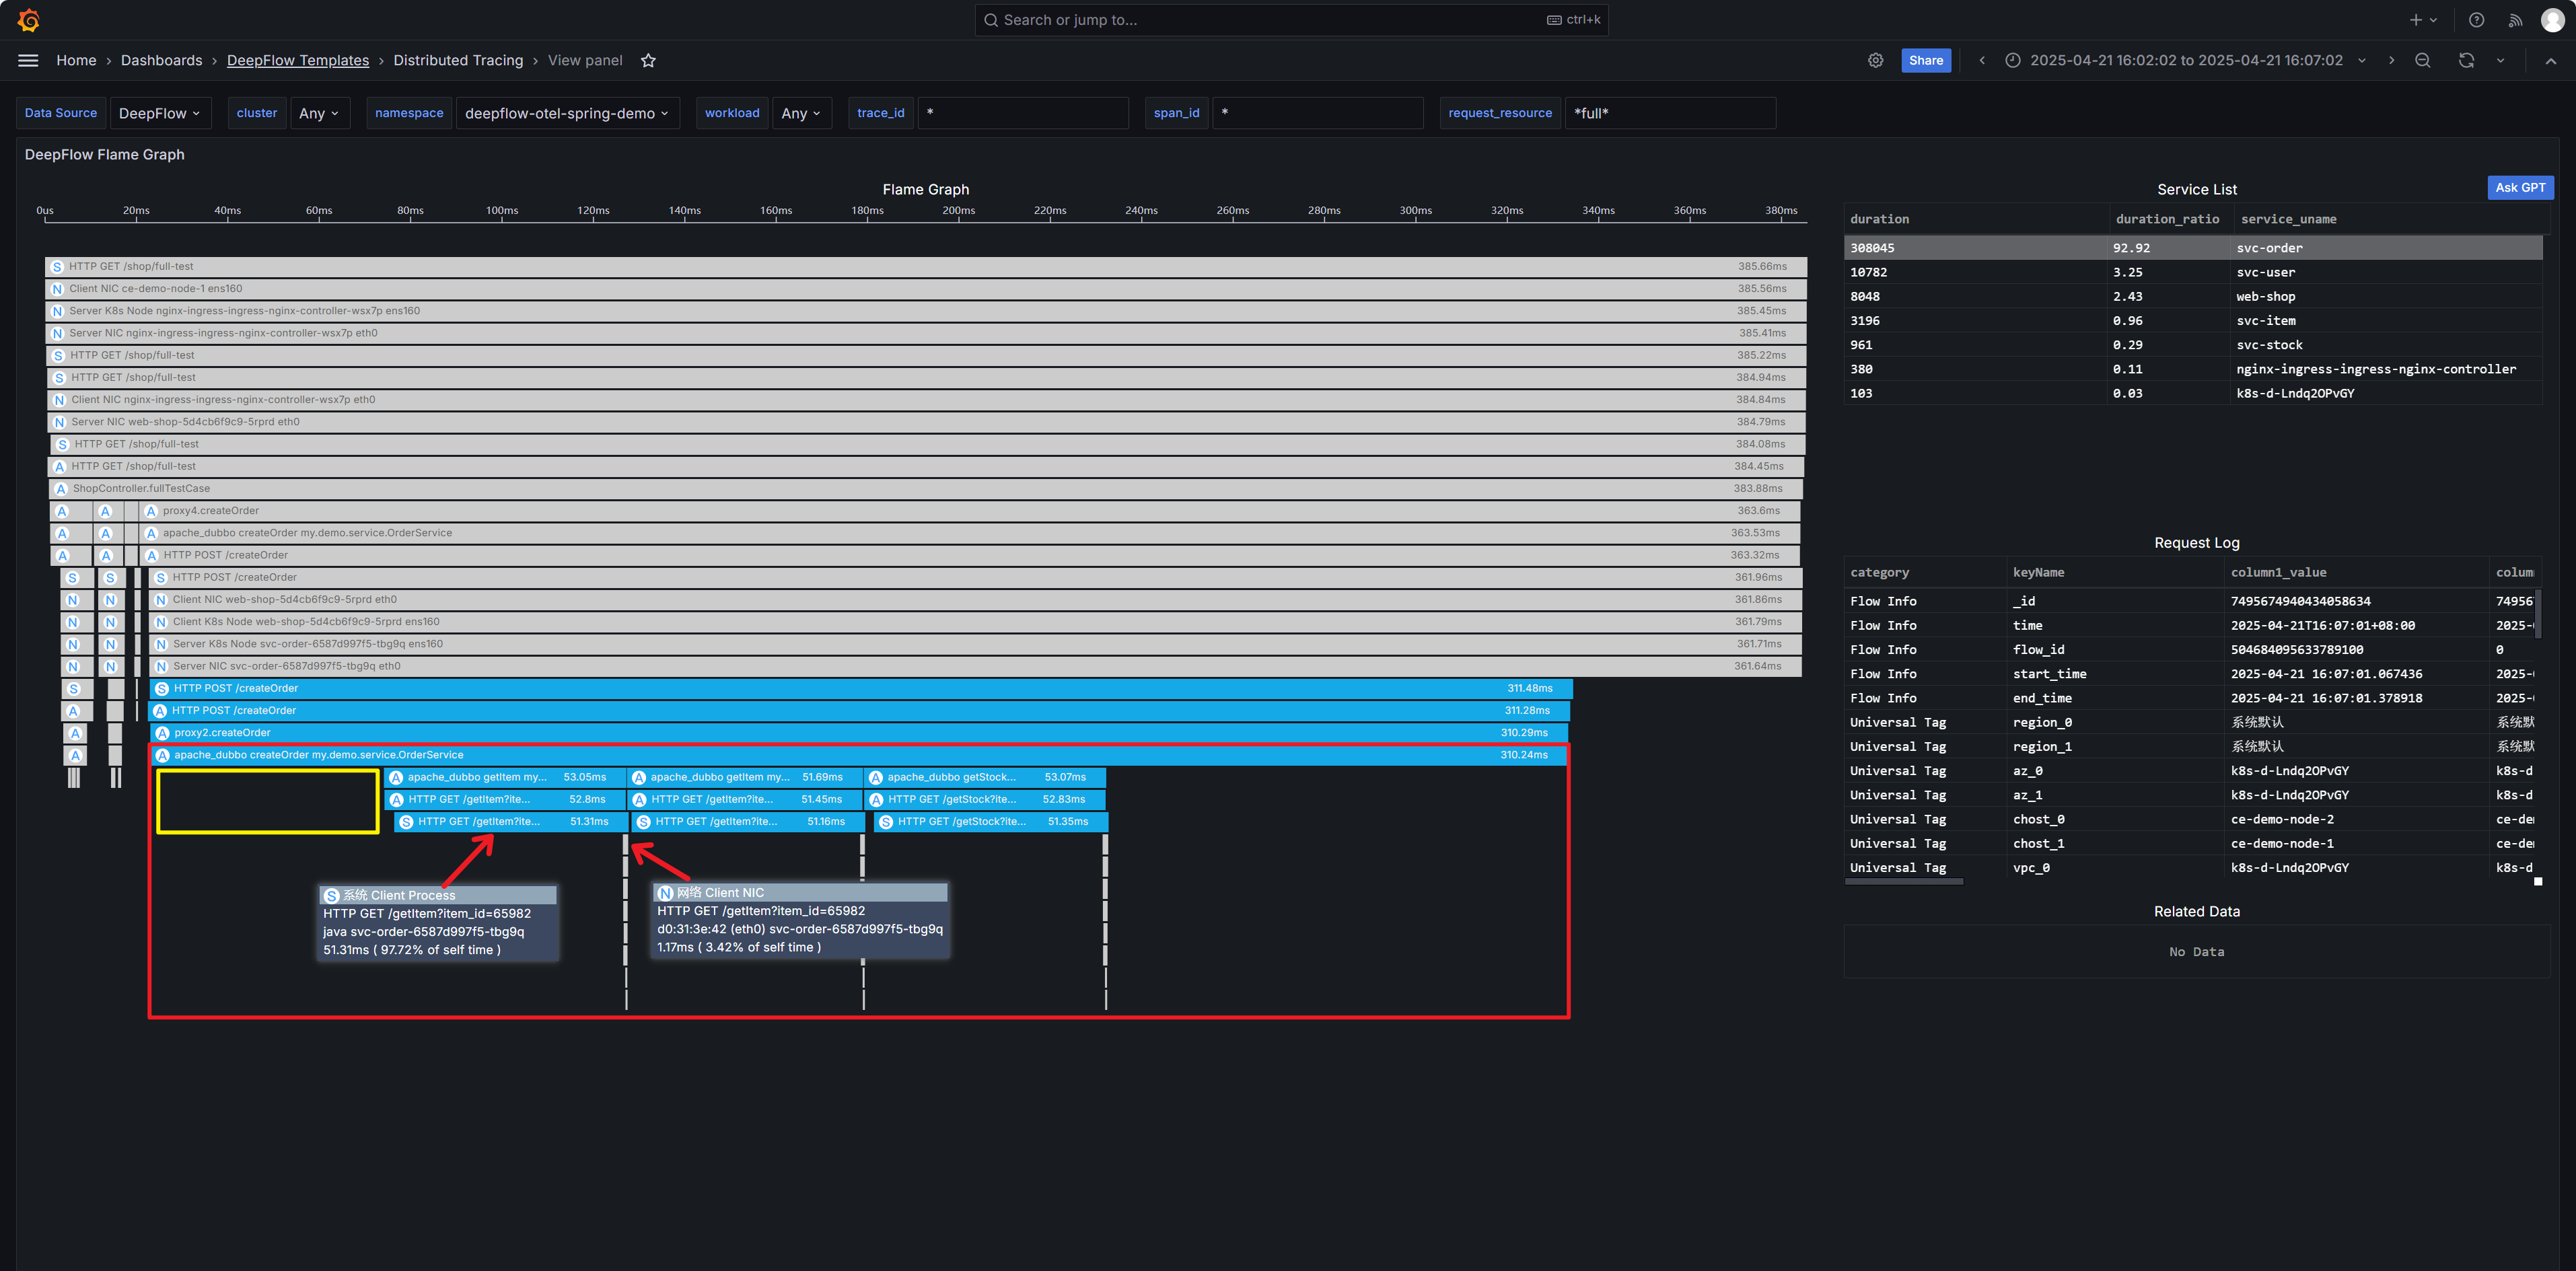 Search or jump to...
ctrl+k
Home › Dashboards › DeepFlow Templates › Distributed Tracing › View panel
Share
2025-04-21 16:02:02 to 2025-04-21 16:07:02
Data Source DeepFlow cluster Any namespace deepflow-otel-spring-demo workload Any trace_id * span_id * request_resource *full*
DeepFlow Flame Graph
Flame Graph
0us 20ms 40ms 60ms 80ms 100ms 120ms 140ms 160ms 180ms 200ms 220ms 240ms 260ms 280ms 300ms 320ms 340ms 360ms 380ms
S HTTP GET /shop/full-test 385.66ms
N Client NIC ce-demo-node-1 ens160 385.56ms
N Server K8s Node nginx-ingress-ingress-nginx-controller-wsx7p ens160 385.45ms
N Server NIC nginx-ingress-ingress-nginx-controller-wsx7p eth0 385.41ms
S HTTP GET /shop/full-test 385.22ms
S HTTP GET /shop/full-test 384.94ms
N Client NIC nginx-ingress-ingress-nginx-controller-wsx7p eth0 384.84ms
N Server NIC web-shop-5d4cb6f9c9-5rprd eth0 384.79ms
S HTTP GET /shop/full-test 384.08ms
A HTTP GET /shop/full-test 384.45ms
A ShopController.fullTestCase 383.88ms
A A A proxy4.createOrder 363.6ms
A A A apache_dubbo createOrder my.demo.service.OrderService 363.53ms
A A A HTTP POST /createOrder 363.32ms
S S S HTTP POST /createOrder 361.96ms
N N N Client NIC web-shop-5d4cb6f9c9-5rprd eth0 361.86ms
N N N Client K8s Node web-shop-5d4cb6f9c9-5rprd ens160 361.79ms
N N N Server K8s Node svc-order-6587d997f5-tbg9q ens160 361.71ms
N N N Server NIC svc-order-6587d997f5-tbg9q eth0 361.64ms
S S HTTP POST /createOrder 311.48ms
A A HTTP POST /createOrder 311.28ms
A A proxy2.createOrder 310.29ms
A A apache_dubbo createOrder my.demo.service.OrderService 310.24ms
A apache_dubbo getItem my... 53.05ms A apache_dubbo getItem my... 51.69ms A apache_dubbo getStock... 53.07ms
A HTTP GET /getItem?ite... 52.8ms A HTTP GET /getItem?ite... 51.45ms A HTTP GET /getStock?ite... 52.83ms
S HTTP GET /getItem?ite... 51.31ms S HTTP GET /getItem?ite... 51.16ms S HTTP GET /getStock?ite... 51.35ms
S 系统 Client Process
HTTP GET /getItem?item_id=65982
java svc-order-6587d997f5-tbg9q
51.31ms ( 97.72% of self time )
N 网络 Client NIC
HTTP GET /getItem?item_id=65982
d0:31:3e:42 (eth0) svc-order-6587d997f5-tbg9q
1.17ms ( 3.42% of self time )
Service List
Ask GPT
duration duration_ratio service_uname
308045 92.92 svc-order
10782 3.25 svc-user
8048 2.43 web-shop
3196 0.96 svc-item
961 0.29 svc-stock
380 0.11 nginx-ingress-ingress-nginx-controller
103 0.03 k8s-d-Lndq2OPvGY
Request Log
category keyName column1_value colum
Flow Info _id 7495674940434058634 74956
Flow Info time 2025-04-21T16:07:01+08:00 2025-
Flow Info flow_id 504684095633789100 0
Flow Info start_time 2025-04-21 16:07:01.067436 2025-
Flow Info end_time 2025-04-21 16:07:01.378918 2025-
Universal Tag region_0 系统默认 系统默
Universal Tag region_1 系统默认 系统默
Universal Tag az_0 k8s-d-Lndq2OPvGY k8s-d
Universal Tag az_1 k8s-d-Lndq2OPvGY k8s-d
Universal Tag chost_0 ce-demo-node-2 ce-de
Universal Tag chost_1 ce-demo-node-1 ce-de
Universal Tag vpc_0 k8s-d-Lndq2OPvGY k8s-d
Related Data
No Data